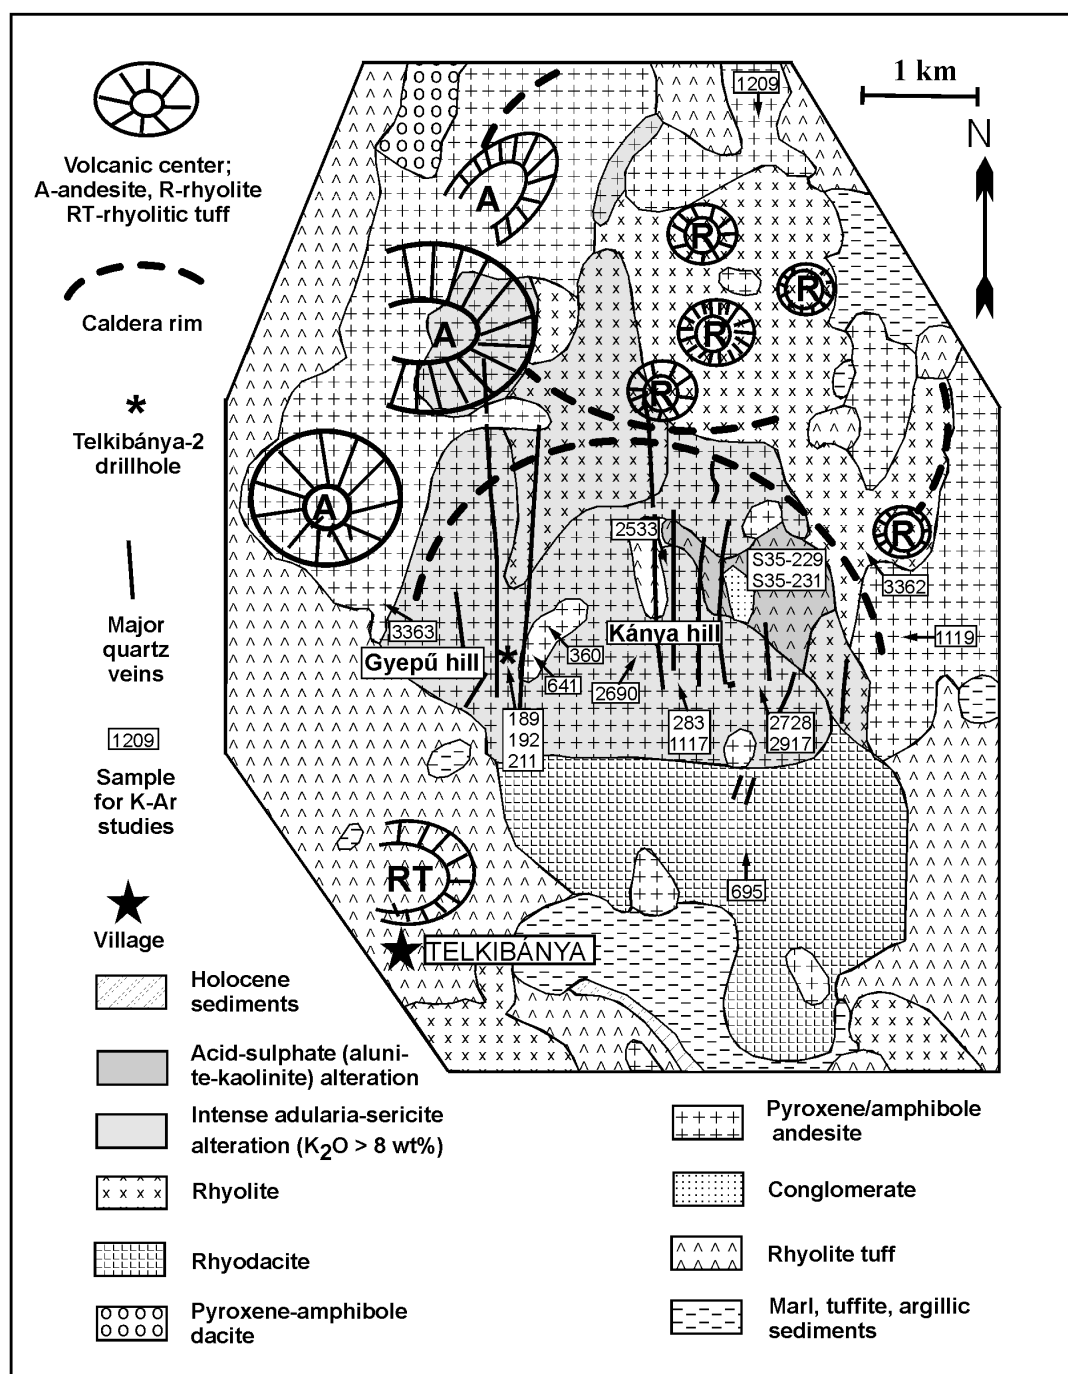 Volcanic center;
A-andesite, R-rhyolite
RT-rhyolitic tuff
Caldera rim
*
Telkibánya-2
drillhole
Major
quartz
veins
1209
Sample
for K-Ar
studies
Village
Holocene
sediments
Acid-sulphate (aluni-
te-kaolinite) alteration
Intense adularia-sericite
alteration (K2O > 8 wt%)
Rhyolite
Rhyodacite
Pyroxene-amphibole
dacite
Pyroxene/amphibole
andesite
Conglomerate
Rhyolite tuff
Marl, tuffite, argillic
sediments
1 km
N
1209
A
R
R
A
R
R
A
2533
S35-229
S35-231
R
3362
3363
Kánya hill
1119
Gyepű hill
*
360
641
2690
189
192
211
283
1117
2728
2917
RT
695
TELKIBÁNYA